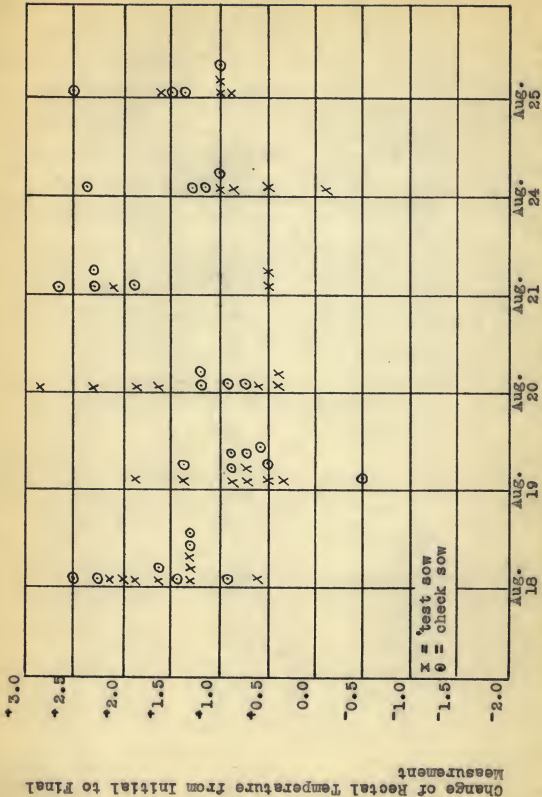 Change of Rectal Temperature from Initial to Final
Measurement
+3.0
+2.5
+2.0
+1.5
+1.0
+0.5
0.0
-0.5
-1.0
-1.5
-2.0
x = test sow
⊙ = check sow
Aug. 18
Aug. 19
Aug. 20
Aug. 21
Aug. 24
Aug. 25